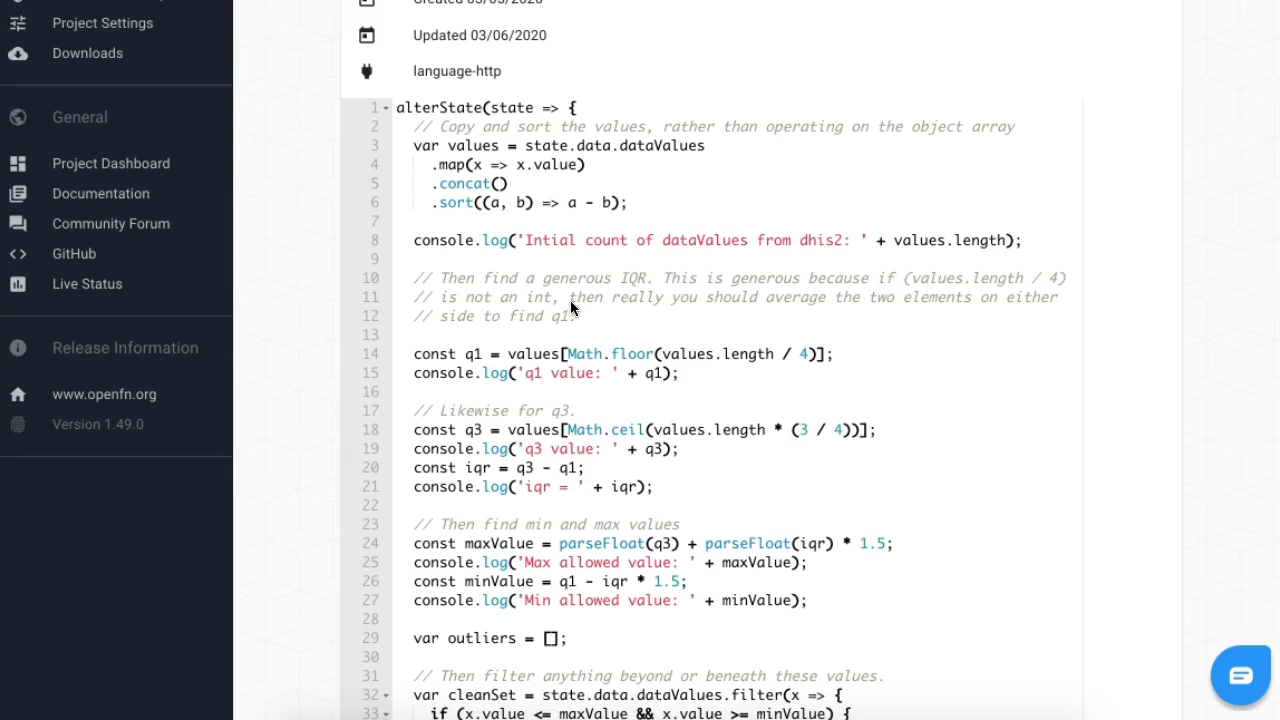 Project Settings
Downloads
General
Project Dashboard
Documentation
Community Forum
GitHub
Live Status
Release Information
www.openfn.org
Version 1.49.0
Created 03/05/2020
Updated 03/06/2020
language-http
1 alterState(state => {
2 // Copy and sort the values, rather than operating on the object array
3 var values = state.data.dataValues
4 .map(x => x.value)
5 .concat()
6 .sort((a, b) => a - b);
7
8 console.log('Intial count of dataValues from dhis2: ' + values.length);
9
10 // Then find a generous IQR. This is generous because if (values.length / 4)
11 // is not an int, then really you should average the two elements on either
12 // side to find q1.
13
14 const q1 = values[Math.floor(values.length / 4)];
15 console.log('q1 value: ' + q1);
16
17 // Likewise for q3.
18 const q3 = values[Math.ceil(values.length * (3 / 4))];
19 console.log('q3 value: ' + q3);
20 const iqr = q3 - q1;
21 console.log('iqr = ' + iqr);
22
23 // Then find min and max values
24 const maxValue = parseFloat(q3) + parseFloat(iqr) * 1.5;
25 console.log('Max allowed value: ' + maxValue);
26 const minValue = q1 - iqr * 1.5;
27 console.log('Min allowed value: ' + minValue);
28
29 var outliers = [];
30
31 // Then filter anything beyond or beneath these values.
32 var cleanSet = state.data.dataValues.filter(x => {
33 if (x.value <= maxValue && x.value >= minValue) {